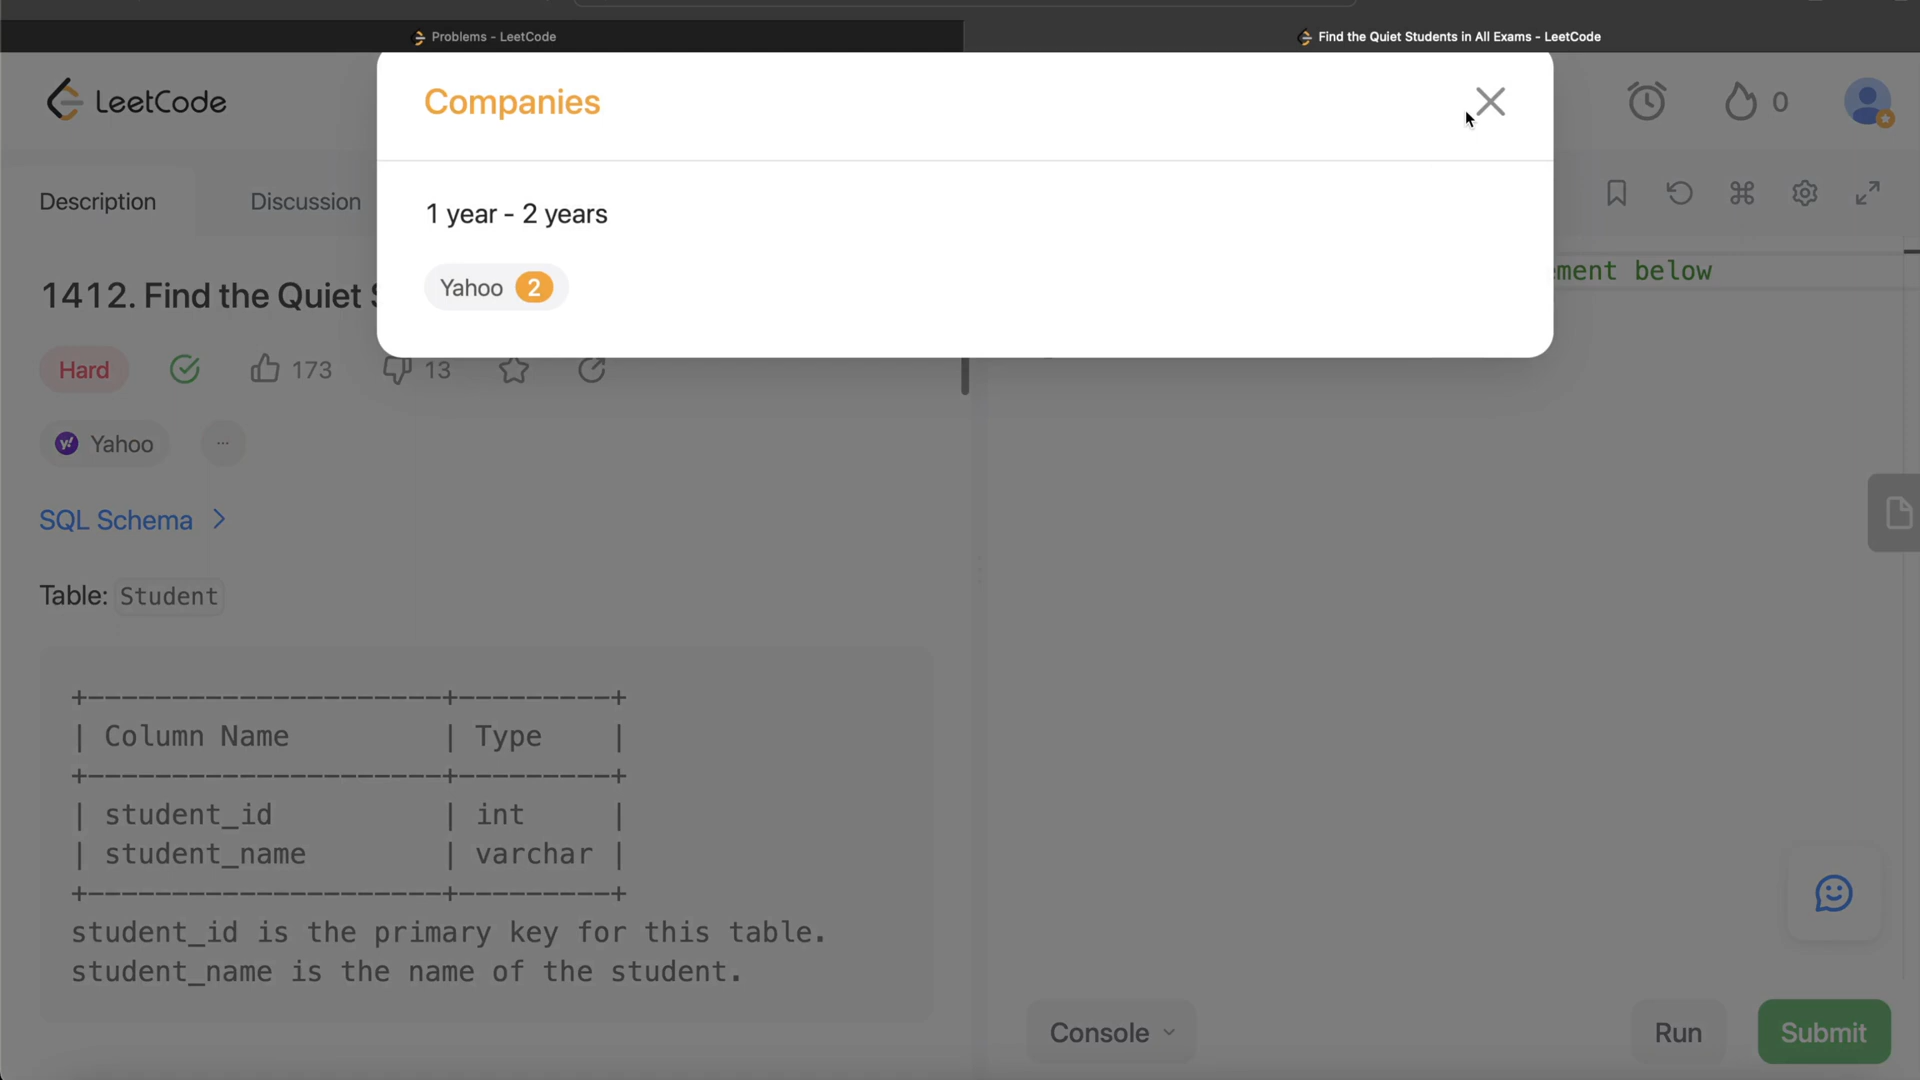 Problems - LeetCode
Find the Quiet Students in All Exams - LeetCode
LeetCode
Companies
0
Description
Discussion
1 year - 2 years
Yahoo 2
ment below
1412. Find the Quiet
Hard
173
13
Yahoo
...
SQL Schema >
Table: Student
+----------------------+---------+
| Column Name | Type |
+----------------------+---------+
| student_id | int |
| student_name | varchar |
+----------------------+---------+
student_id is the primary key for this table.
student_name is the name of the student.
Console
Run
Submit